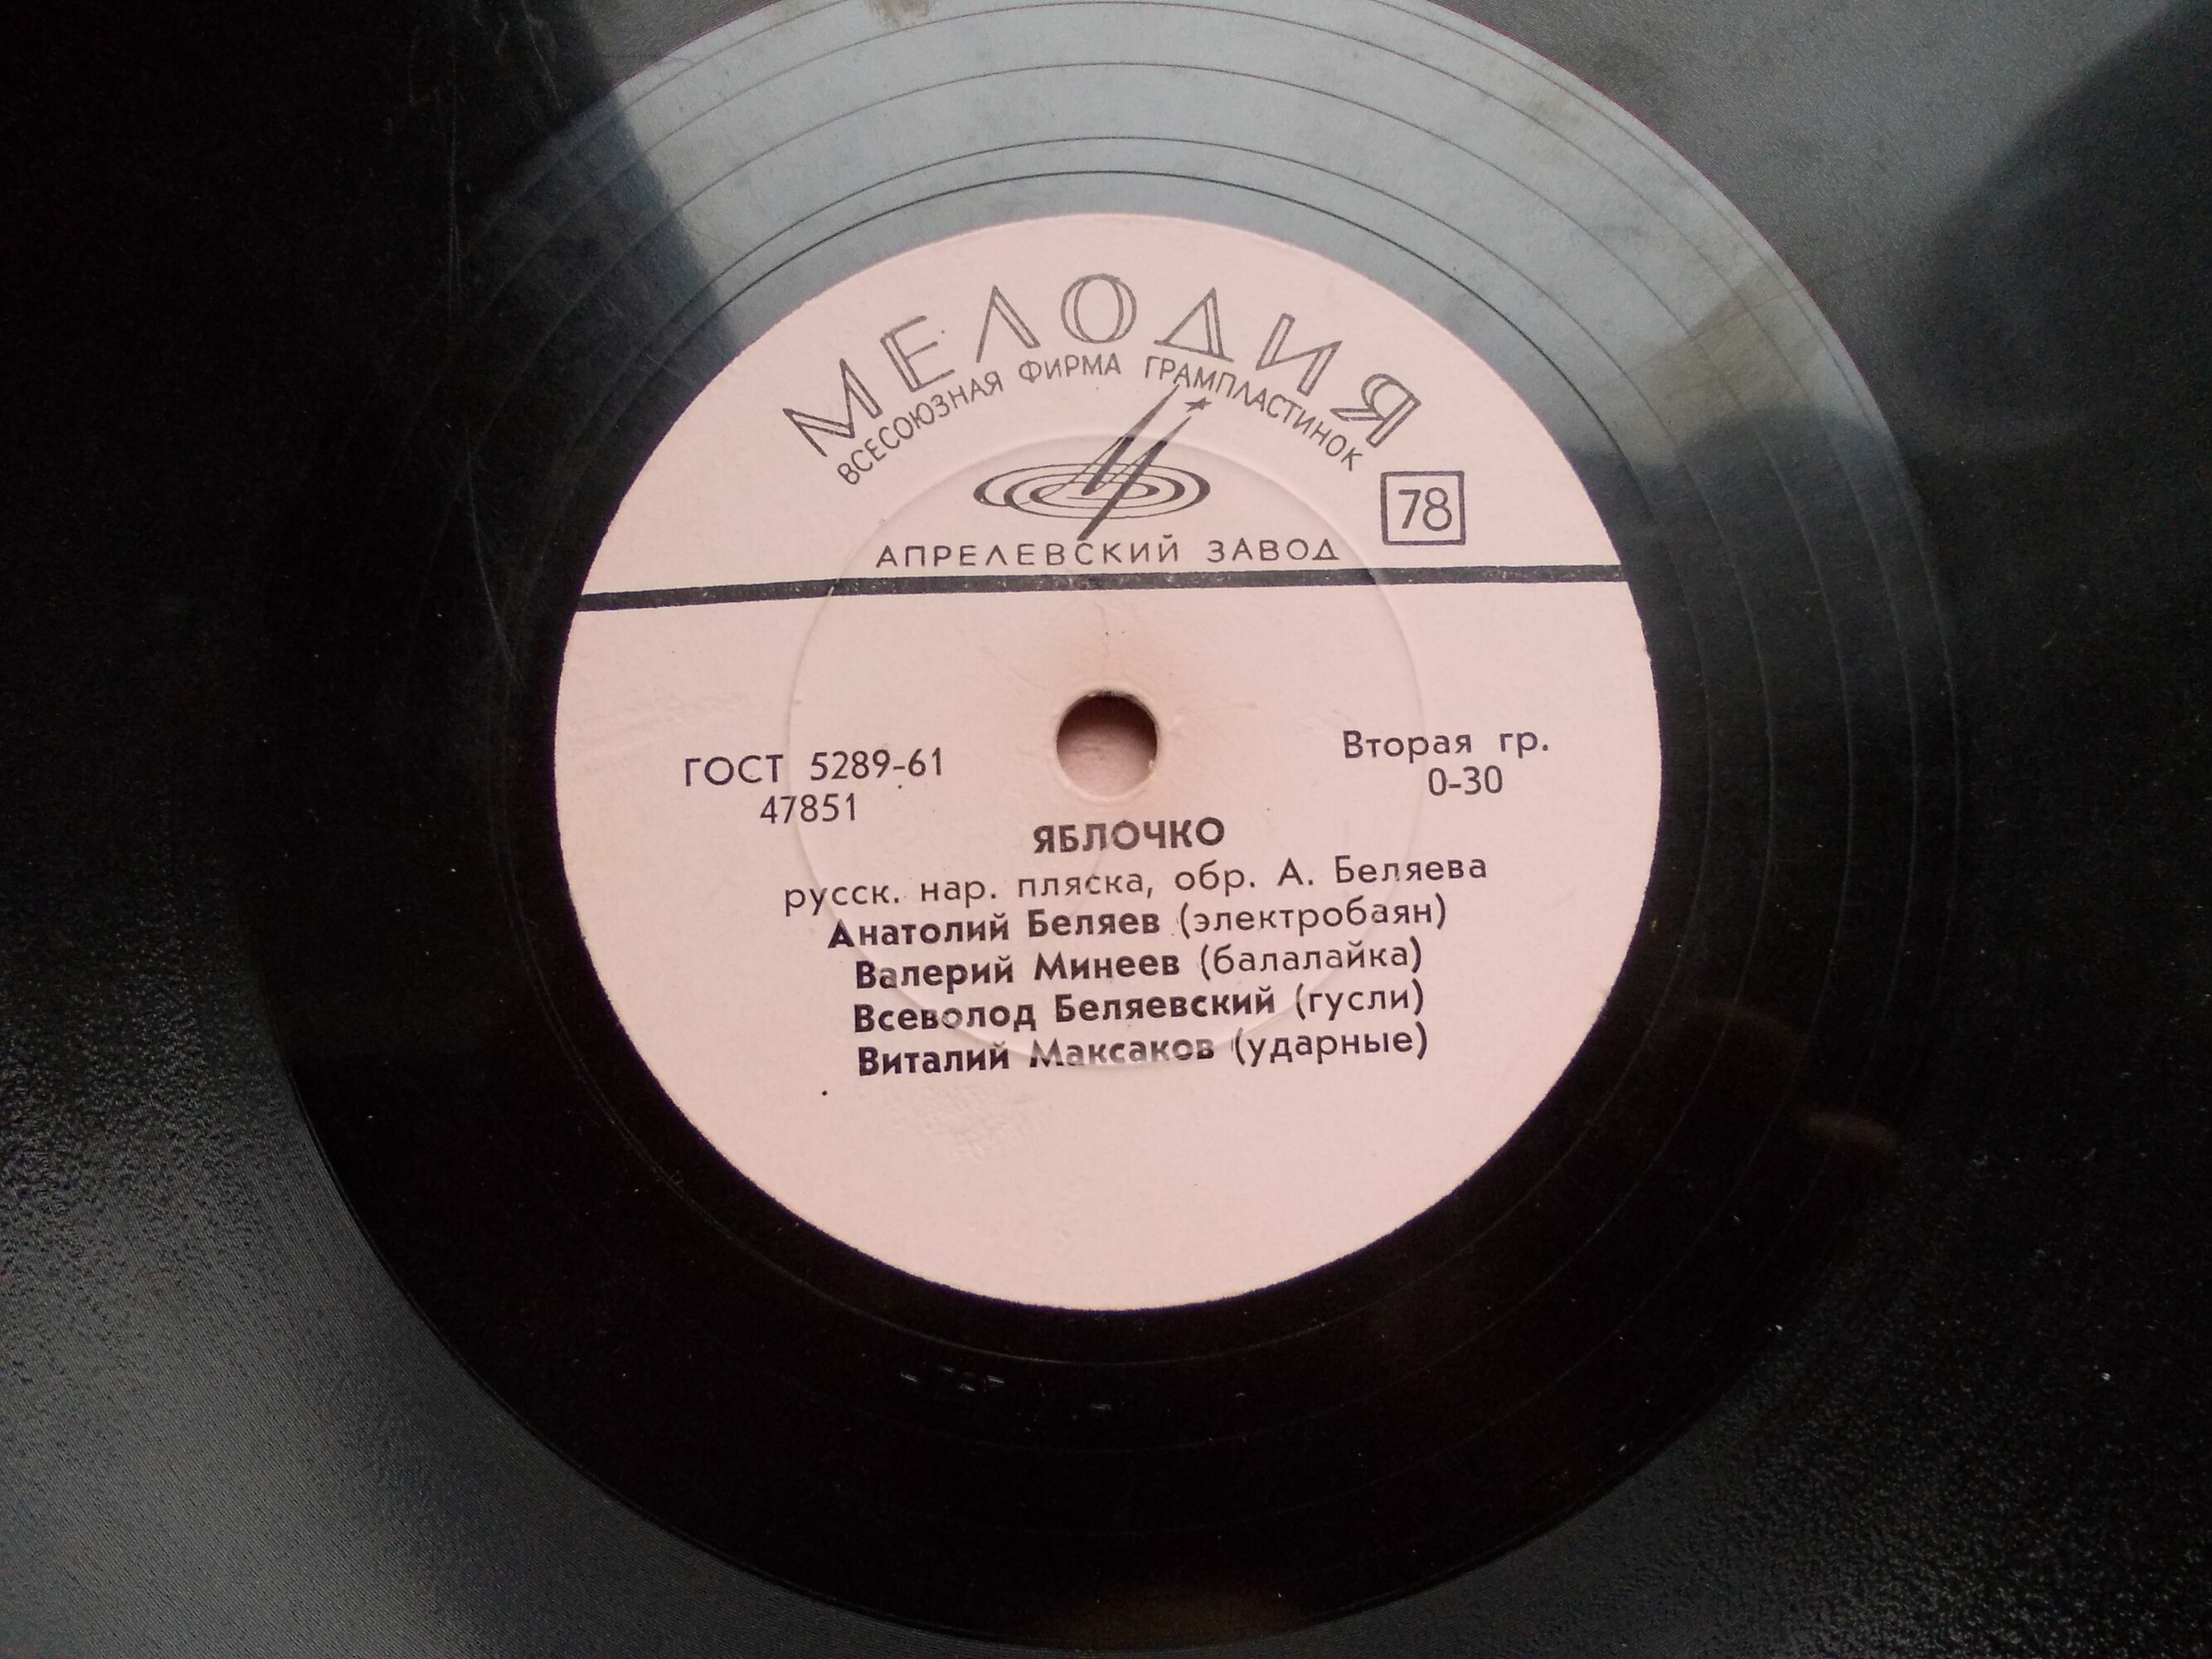 МЕЛОДИЯ
ВСЕСОЮЗНАЯ ФИРМА ГРАМПЛАСТИНОК
78
АПРЕЛЕВСКИЙ ЗАВОД
ГОСТ 5289-61
47851
Вторая гр.
0-30
ЯБЛОЧКО
русск. нар. пляска, обр. А. Беляева
Анатолий Беляев (электробаян)
Валерий Минеев (балалайка)
Всеволод Беляевский (гусли)
Виталий Максаков (ударные)